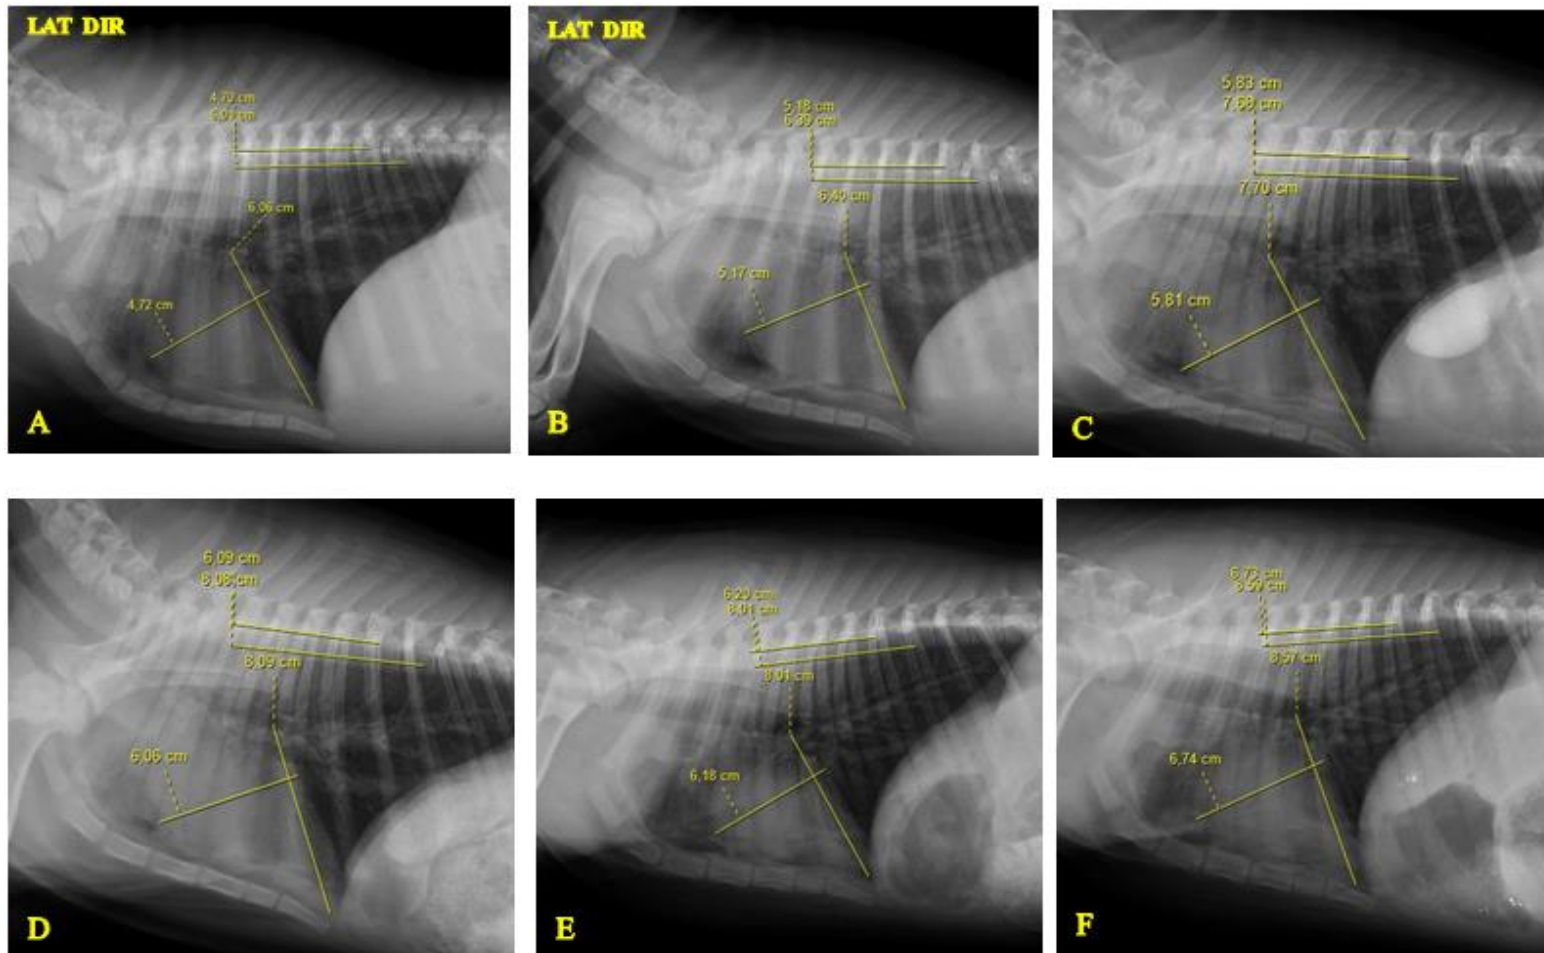 LAT DIR
4,72 cm
6,06 cm
4,72 cm
A
LAT DIR
5,18 cm
6,39 cm
6,40 cm
5,17 cm
B
5,83 cm
7,68 cm
7,70 cm
5,81 cm
C
6,09 cm
8,08 cm
8,09 cm
6,06 cm
D
6,20 cm
8,01 cm
8,01 cm
6,18 cm
E
6,73 cm
8,59 cm
8,57 cm
6,74 cm
F